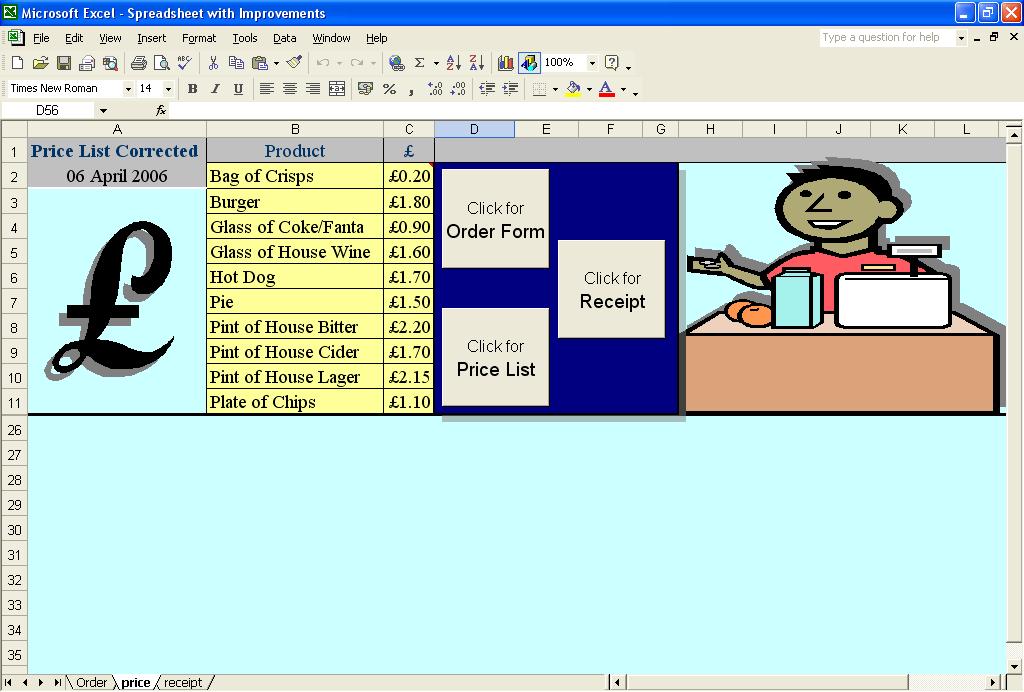 Microsoft Excel - Spreadsheet with Improvements
File Edit View Insert Format Tools Data Window Help
Type a question for help
100%
Times New Roman 14 B I U
D56 fx
A B C D E F G H I J K L
1 Price List Corrected Product £
2 06 April 2006 Bag of Crisps £0.20
3 Burger £1.80
4 Glass of Coke/Fanta £0.90
5 Glass of House Wine £1.60
6 Hot Dog £1.70
7 Pie £1.50
8 Pint of House Bitter £2.20
9 Pint of House Cider £1.70
10 Pint of House Lager £2.15
11 Plate of Chips £1.10
£
Click for
Order Form
Click for
Receipt
Click for
Price List
26
27
28
29
30
31
32
33
34
35
Order price receipt